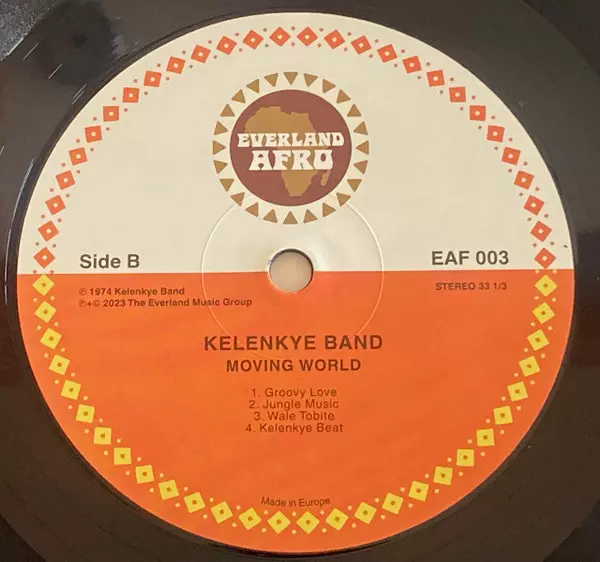 EVERLAND
AFRO
Side B
EAF 003
℗ 1974 Kelenkye Band
℗+© 2023 The Everland Music Group
STEREO 33 1/3
KELENKYE BAND
MOVING WORLD
1. Groovy Love
2. Jungle Music
3. Wale Tobite
4. Kelenkye Beat
Made in Europe